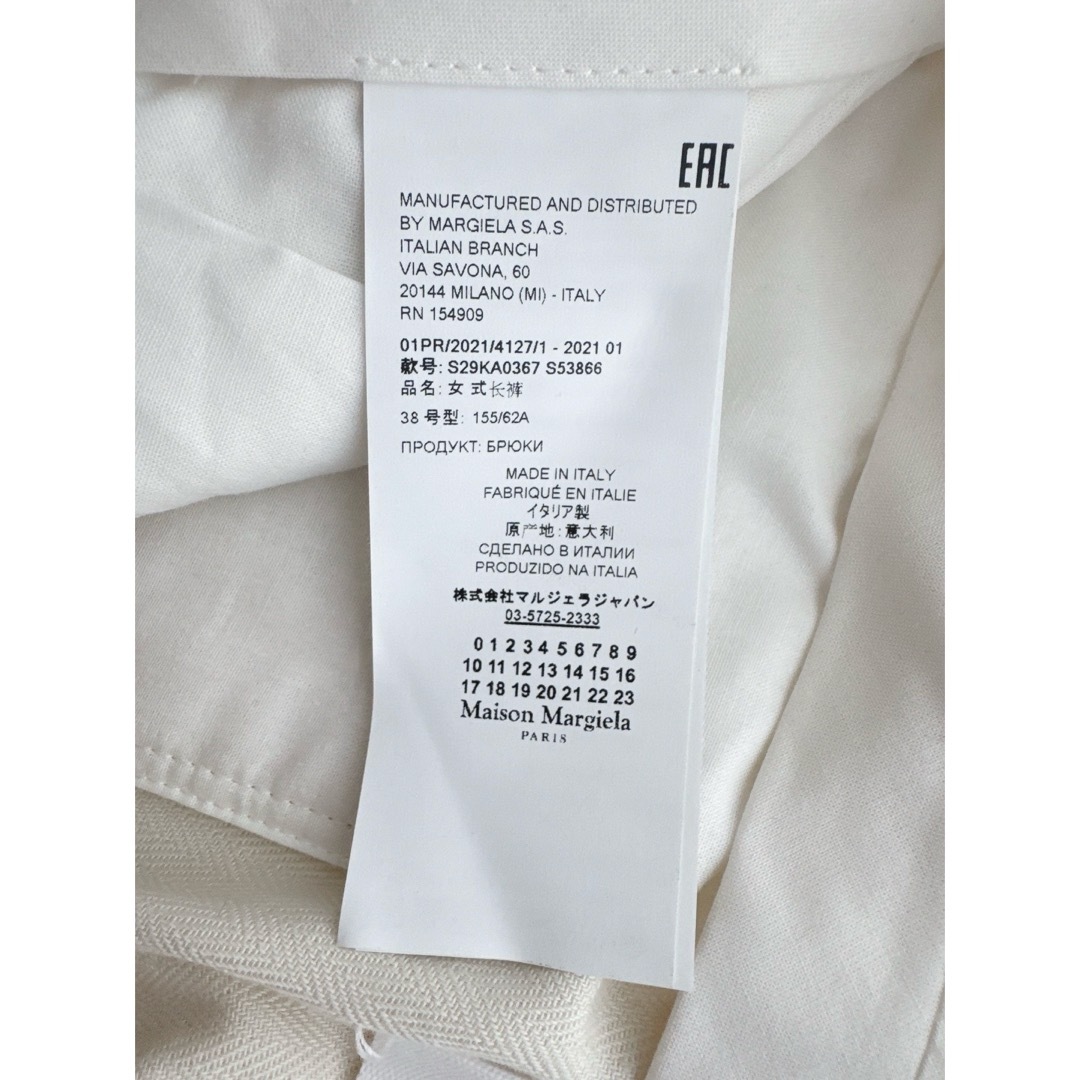 EAC
MANUFACTURED AND DISTRIBUTED
BY MARGIELA S.A.S.
ITALIAN BRANCH
VIA SAVONA, 60
20144 MILANO (MI) - ITALY
RN 154909
01PR/2021/4127/1 - 2021 01
款号: S29KA0367 S53866
品名: 女 式长裤
38 号型: 155/62A
ПРОДУКТ: БРЮКИ
MADE IN ITALY
FABRIQUÉ EN ITALIE
イタリア製
原产地: 意大利
СДЕЛАНО В ИТАЛИИ
PRODUZIDO NA ITALIA
株式会社マルジェラジャパン
03-5725-2333
0 1 2 3 4 5 6 7 8 9
10 11 12 13 14 15 16
17 18 19 20 21 22 23
Maison Margiela
PARIS